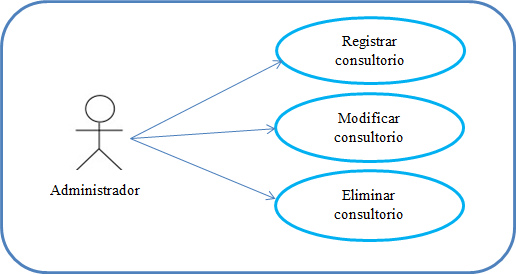 Registrar
consultorio
Modificar
consultorio
Administrador
Eliminar
consultorio